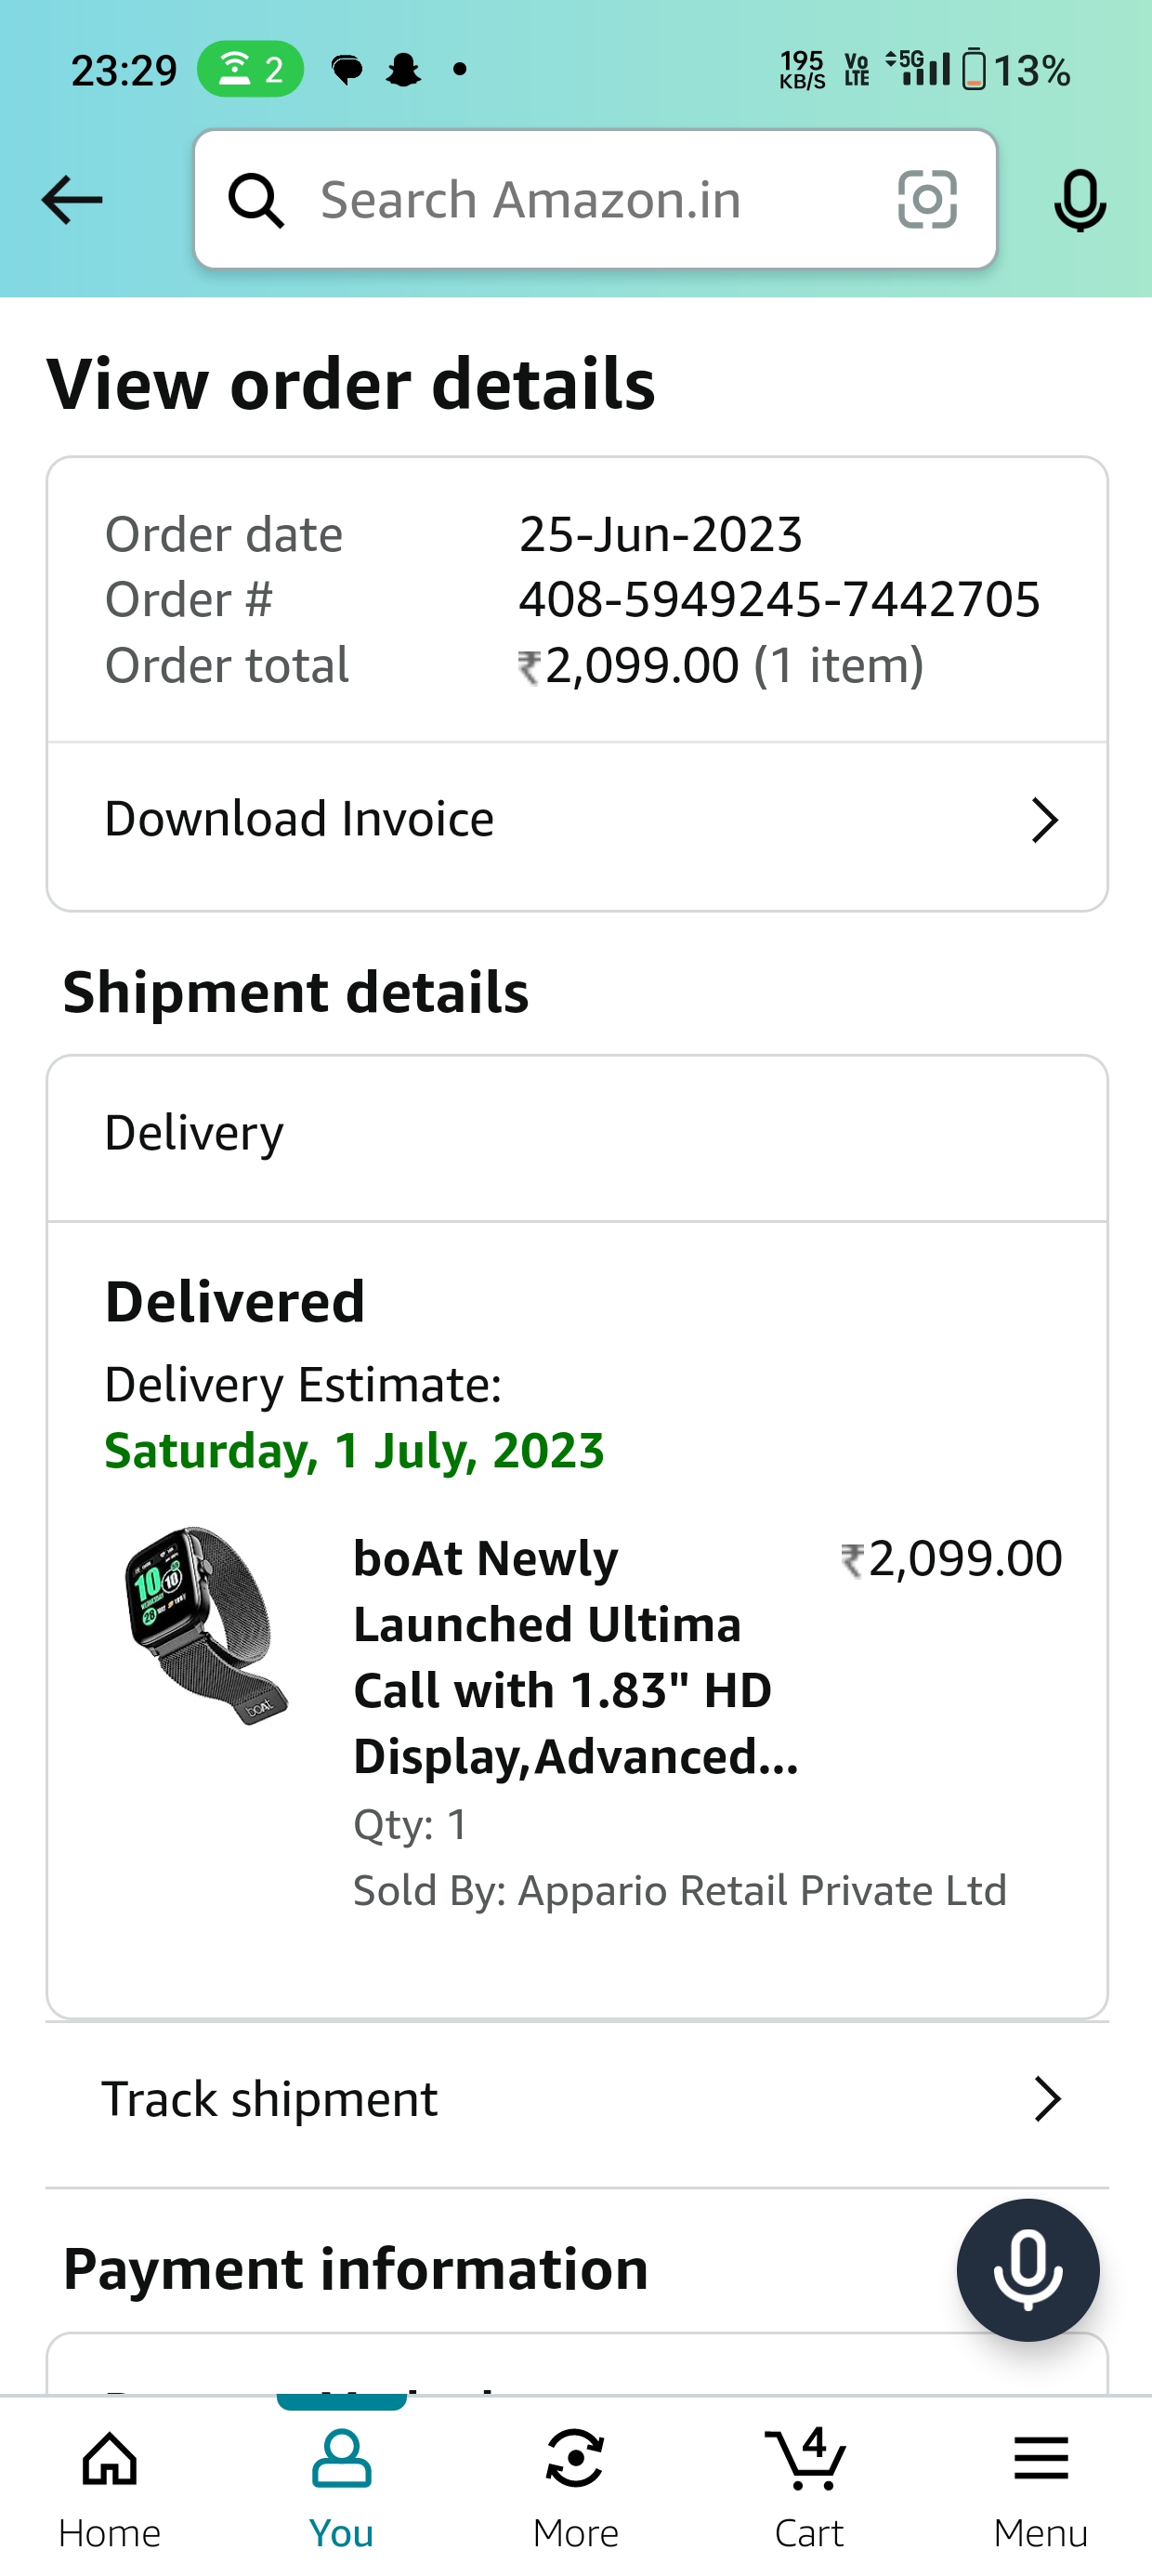 23:29 2 195 KB/S Vo LTE 5G 13%
Search Amazon.in
View order details
Order date 25-Jun-2023
Order # 408-5949245-7442705
Order total ₹2,099.00 (1 item)
Download Invoice
Shipment details
Delivery
Delivered
Delivery Estimate:
Saturday, 1 July, 2023
boAt Newly ₹2,099.00
Launched Ultima
Call with 1.83" HD
Display,Advanced...
Qty: 1
Sold By: Appario Retail Private Ltd
Track shipment
Payment information
4
Home You More Cart Menu